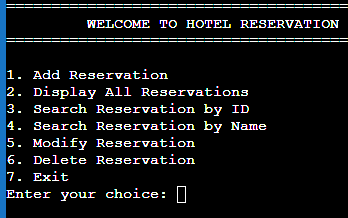 ================================================
WELCOME TO HOTEL RESERVATION
================================================
1. Add Reservation
2. Display All Reservations
3. Search Reservation by ID
4. Search Reservation by Name
5. Modify Reservation
6. Delete Reservation
7. Exit
Enter your choice: